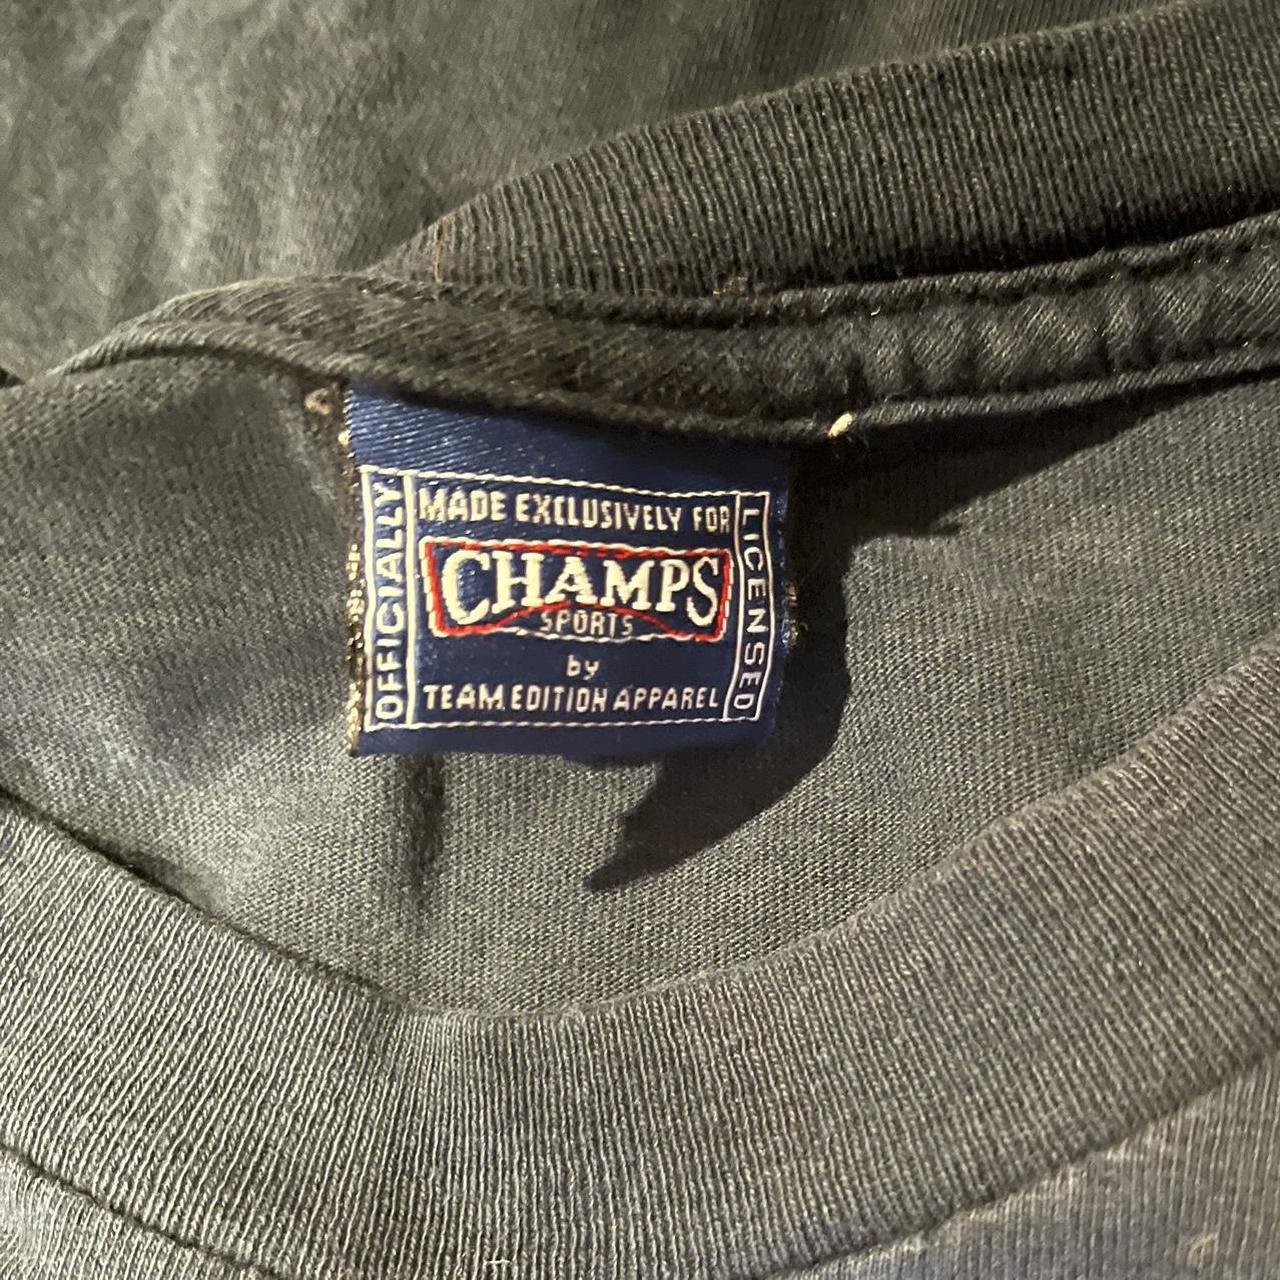 OFFICIALLY
MADE EXCLUSIVELY FOR
CHAMPS
SPORTS
by
TEAM EDITION APPAREL
LICENSED